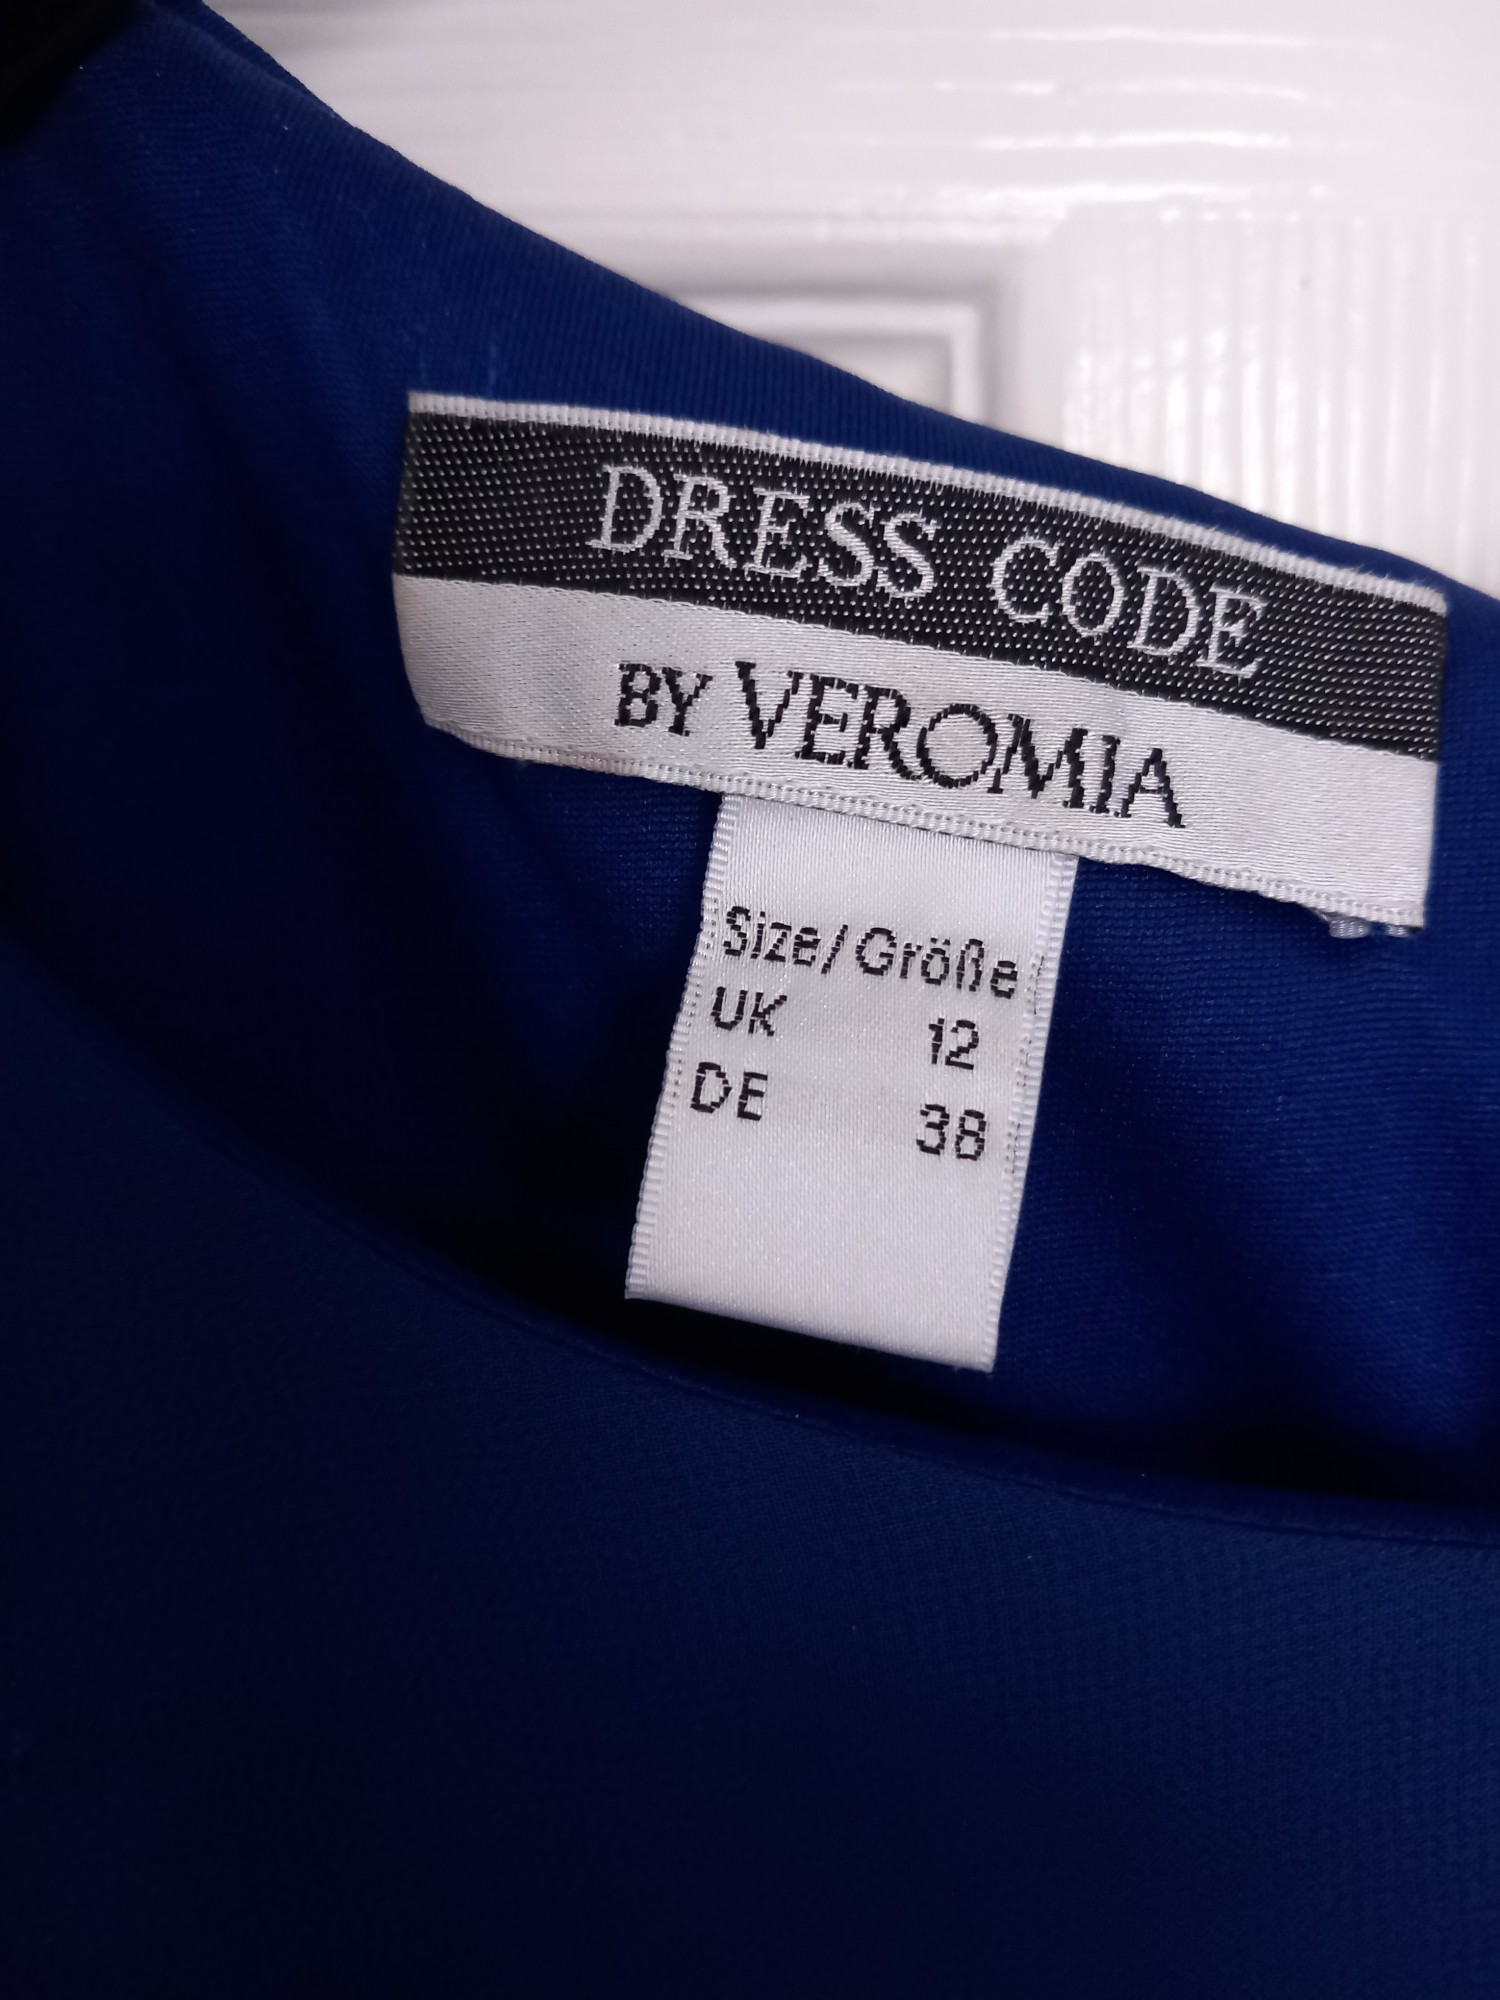 DRESS CODE
BY VEROMIA
Size/Größe
UK 12
DE 38